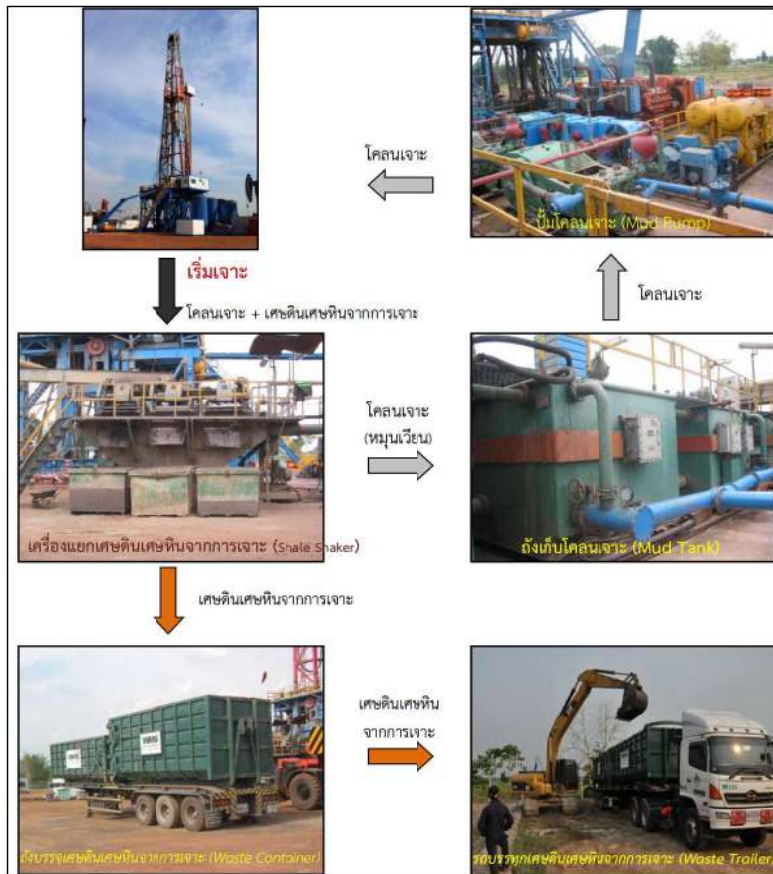 โคลนเจาะ
ปั๊มโคลนเจาะ (Mud Pump)
เริ่มเจาะ
โคลนเจาะ + เศษดินเศษหินจากการเจาะ
โคลนเจาะ
โคลนเจาะ
(หมุนเวียน)
เครื่องแยกเศษดินเศษหินจากการเจาะ (Shale Shaker)
ถังเก็บโคลนเจาะ (Mud Tank)
เศษดินเศษหินจากการเจาะ
เศษดินเศษหิน
จากการเจาะ
ถังบรรจุเศษดินเศษหินจากการเจาะ (Waste Container)
รถบรรทุกเศษดินเศษหินจากการเจาะ (Waste Trailer)